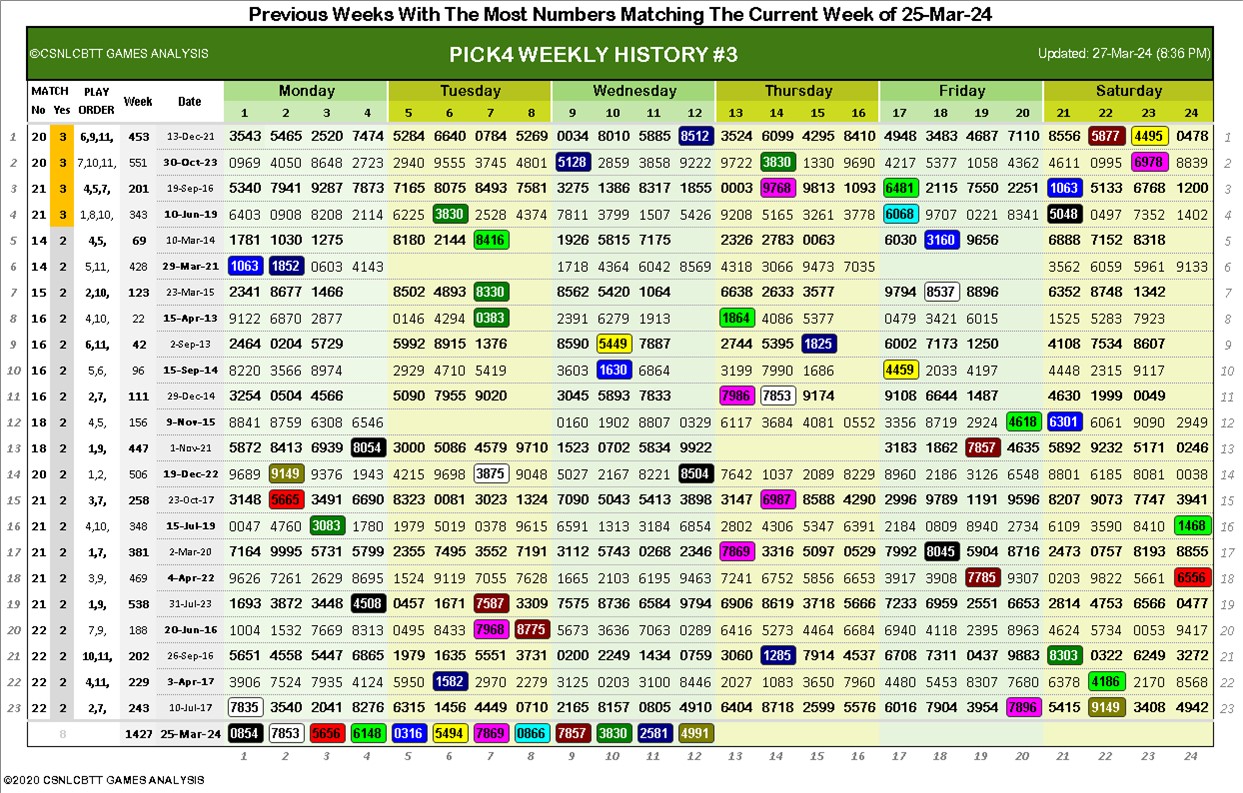 Previous Weeks With The Most Numbers Matching The Current Week of 25-Mar-24
©CSNLCBTT GAMES ANALYSIS PICK4 WEEKLY HISTORY #3 Updated: 27-Mar-24 (8:36 PM)
MATCH PLAY Week Date Monday Tuesday Wednesday Thursday Friday Saturday
No Yes ORDER 1 2 3 4 5 6 7 8 9 10 11 12 13 14 15 16 17 18 19 20 21 22 23 24
1 20 3 6,9,11, 453 13-Dec-21 3543 5465 2520 7474 5284 6640 0784 5269 0034 8010 5885 8512 3524 6099 4295 8410 4948 3483 4687 7110 8556 5877 4495 0478 1
2 20 3 7,10,11, 551 30-Oct-23 0969 4050 8648 2723 2940 9555 3745 4801 5128 2859 3858 9222 9722 3830 1330 9690 4217 5377 1058 4362 4611 0995 6978 8839 2
3 21 3 4,5,7, 201 19-Sep-16 5340 7941 9287 7873 7165 8075 8493 7581 3275 1386 8317 1855 0003 9768 9813 1093 6481 2115 7550 2251 1063 5133 6768 1200 3
4 21 3 1,8,10, 343 10-Jun-19 6403 0908 8208 2114 6225 3830 2528 4374 7811 3799 1507 5426 9208 5165 3261 3778 6068 9707 0221 8341 5048 0497 7352 1402 4
5 14 2 4,5, 69 10-Mar-14 1781 1030 1275 8180 2144 8416 1926 5815 7175 2326 2783 0063 6030 3160 9656 6888 7152 8318 5
6 14 2 5,11, 428 29-Mar-21 1063 1852 0603 4143 1718 4364 6042 8569 4318 3066 9473 7035 3562 6059 5961 9133 6
7 15 2 2,10, 123 23-Mar-15 2341 8677 1466 8502 4893 8330 8562 5420 1064 6638 2633 3577 9794 8537 8896 6352 8748 1342 7
8 16 2 4,10, 22 15-Apr-13 9122 6870 2877 0146 4294 0383 2391 6279 1913 1864 4086 5377 0479 3421 6015 1525 5283 7923 8
9 16 2 6,11, 42 2-Sep-13 2464 0204 5729 5992 8915 1376 8590 5449 7887 2744 5395 1825 6002 7173 1250 4108 7534 8607 9
10 16 2 5,6, 96 15-Sep-14 8220 3566 8974 2929 4710 5419 3603 1630 6864 3199 7990 1686 4459 2033 4197 4448 2315 9117 10
11 16 2 2,7, 111 29-Dec-14 3254 0504 4566 5090 7955 9020 3045 5893 7833 7986 7853 9174 9108 6644 1487 4630 1999 0049 11
12 18 2 4,5, 156 9-Nov-15 8841 8759 6308 6546 0160 1902 8807 0329 6117 3684 4081 0552 3356 8719 2924 4618 6301 6061 9090 2949 12
13 18 2 1,9, 447 1-Nov-21 5872 8413 6939 8054 3000 5086 4579 9710 1523 0702 5834 9922 3183 1862 7857 4635 5892 9232 5171 0246 13
14 20 2 1,2, 506 19-Dec-22 9689 9149 9376 1943 4215 9698 3875 9048 5027 2167 8221 8504 7642 1037 2089 8229 8960 2186 3126 6548 8801 6185 9081 0038 14
15 21 2 3,7, 258 23-Oct-17 3148 5665 3491 6690 8323 0081 3023 1324 7090 5043 5413 3896 3147 6987 8588 4290 2996 9789 1191 9596 8207 9073 7747 3941 15
16 21 2 4,10, 348 15-Jul-19 0047 4760 3083 1780 1979 5019 0378 9615 6591 1313 3184 6854 2802 4306 5347 6391 2184 0809 8940 2734 6109 3590 8410 1468 16
17 21 2 1,7, 381 2-Mar-20 7164 9995 5731 5799 2355 7495 3552 7191 3112 5743 0268 2346 7869 3316 5097 0529 7992 8045 5904 8716 2473 0757 8193 8855 17
18 21 2 3,9, 469 4-Apr-22 9626 7261 2629 8695 1524 9119 7055 7628 1665 2103 6195 9463 7241 6752 5856 6653 3917 3908 7785 9307 0203 9822 5661 6556 18
19 21 2 1,9, 538 31-Jul-23 1693 3872 3448 4508 0457 1671 7587 3309 7575 8736 6584 9794 6906 8619 3718 5666 7233 6959 2551 6653 2814 4753 6566 0477 19
20 22 2 7,9, 188 20-Jun-16 1004 1532 7669 8313 0495 8433 7968 8775 5673 3636 7063 0289 6416 5273 4464 6684 6940 4118 2395 8963 4624 5734 0053 9417 20
21 22 2 10,11, 202 26-Sep-16 5651 4558 5447 6865 1979 1635 5551 3731 0200 2249 1434 0759 3060 1285 7914 4537 6708 7311 0437 9883 8303 0322 6249 3272 21
22 22 2 4,11, 229 3-Apr-17 3906 7524 7935 4124 5950 1582 2970 2279 3125 0203 3100 8446 2027 1083 3650 7960 4480 5453 8307 7680 6378 4186 2170 8568 22
23 22 2 2,7, 243 10-Jul-17 7835 3540 2041 8276 6315 1456 4449 0710 2165 8157 0805 4910 6404 8718 2599 5576 6016 7904 3954 7896 5415 9149 3408 4942 23
8 1427 25-Mar-24 0854 7853 5656 6148 0316 5494 7869 0866 7857 3830 2581 4991
1 2 3 4 5 6 7 8 9 10 11 12 13 14 15 16 17 18 19 20 21 22 23 24
©2020 CSNLCBTT GAMES ANALYSIS